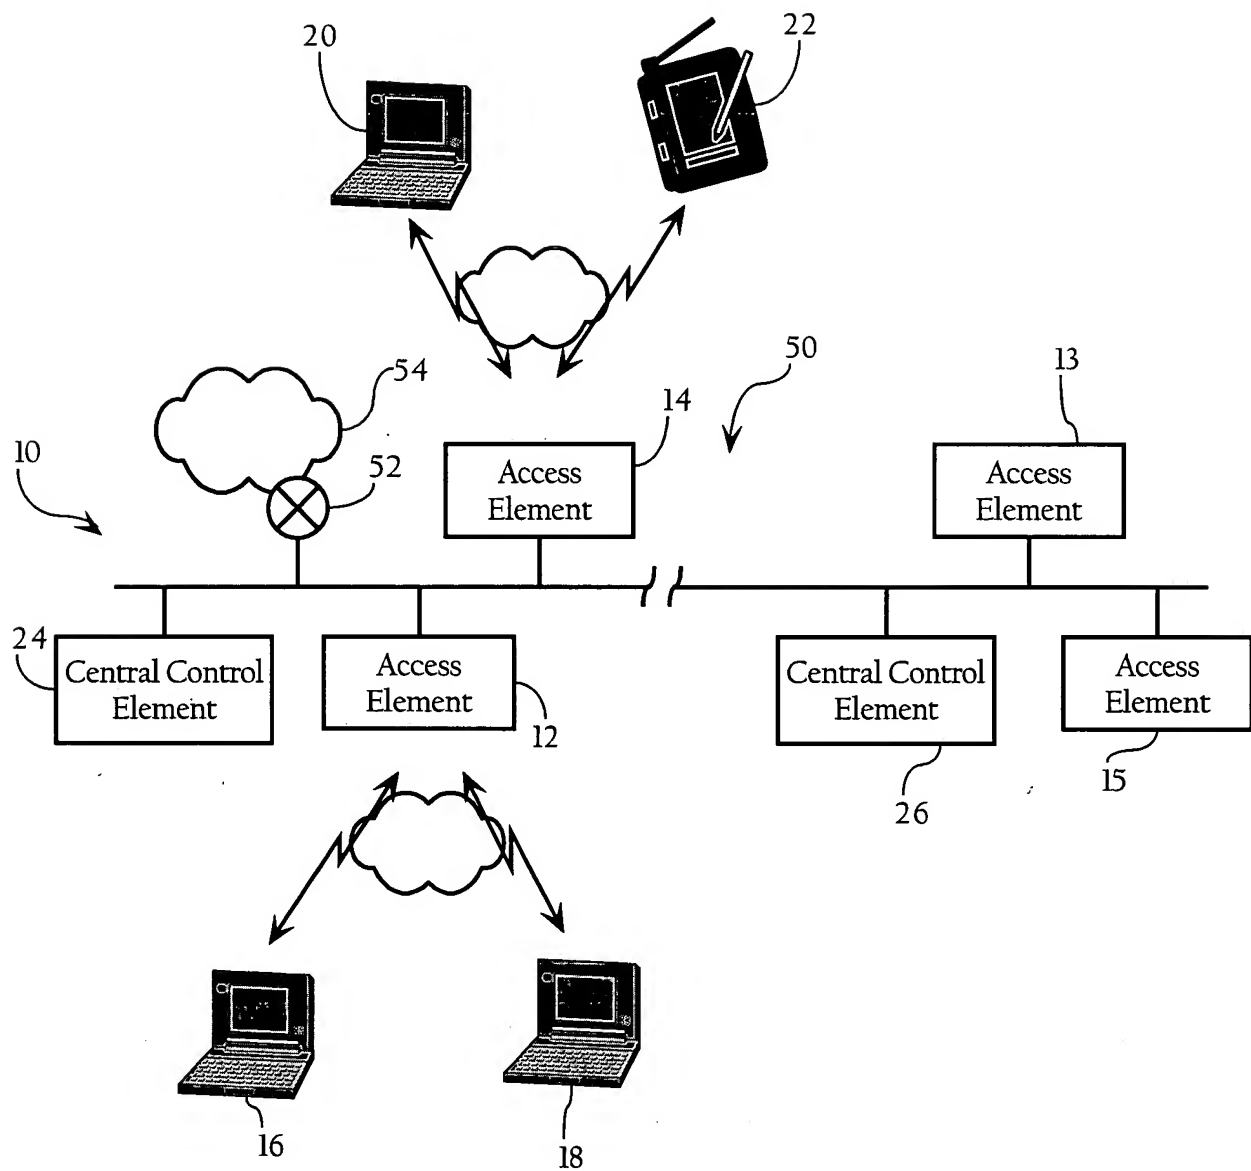 20
22
54
50
13
14
10
52
Access
Element
Access
Element
24
Central Control
Element
Access
Element
Central Control
Element
Access
Element
12
26
15
16
18